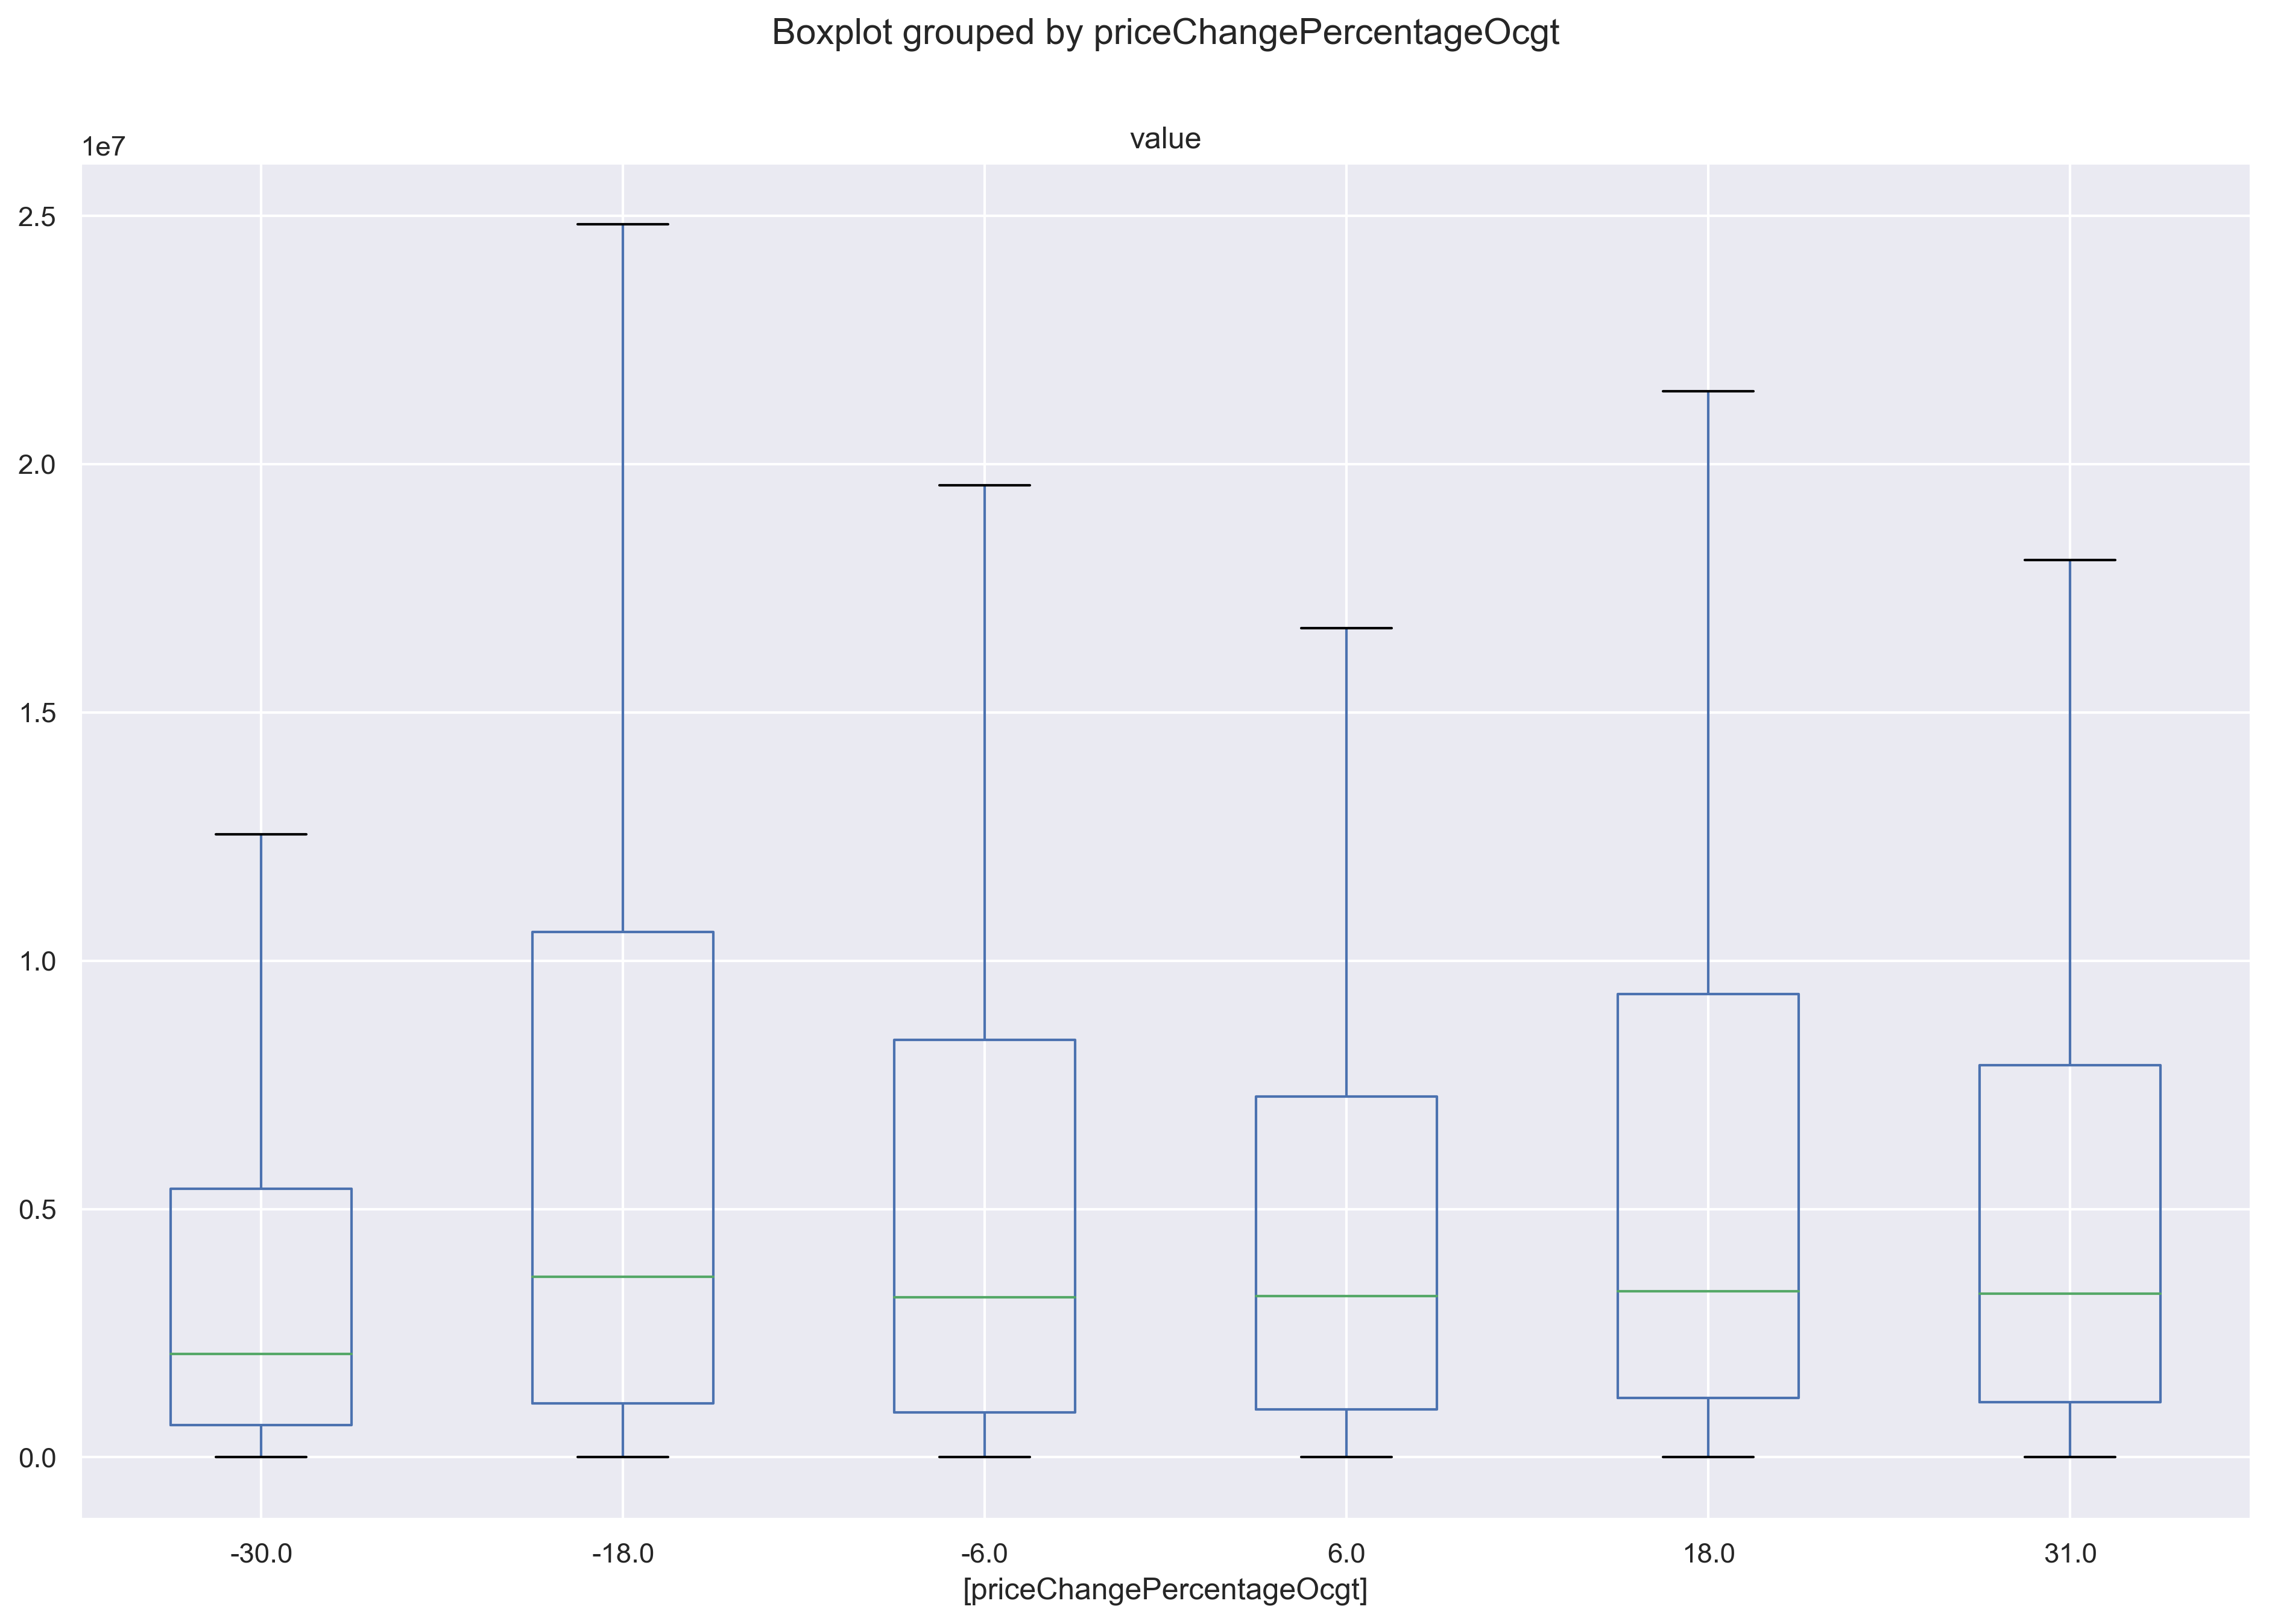 Boxplot grouped by priceChangePercentageOcgt
value
1e7
2.5
2.0
1.5
1.0
0.5
0.0
-30.0 -18.0 -6.0 6.0 18.0 31.0
[priceChangePercentageOcgt]